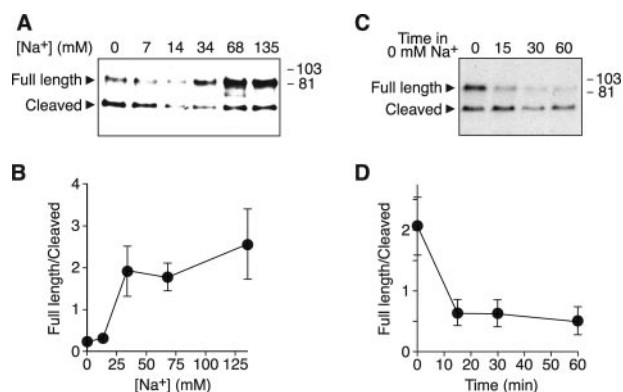 A
[Na⁺] (mM) 0 7 14 34 68 135
Full length
Cleaved
-103
-81
B
Full length/Cleaved
4
3
2
1
0
0 25 50 75 100 125
[Na⁺] (mM)
C
Time in
0 mM Na⁺ 0 15 30 60
Full length
Cleaved
-103
-81
D
Full length/Cleaved
2
1
0
0 10 20 30 40 50 60
Time (min)